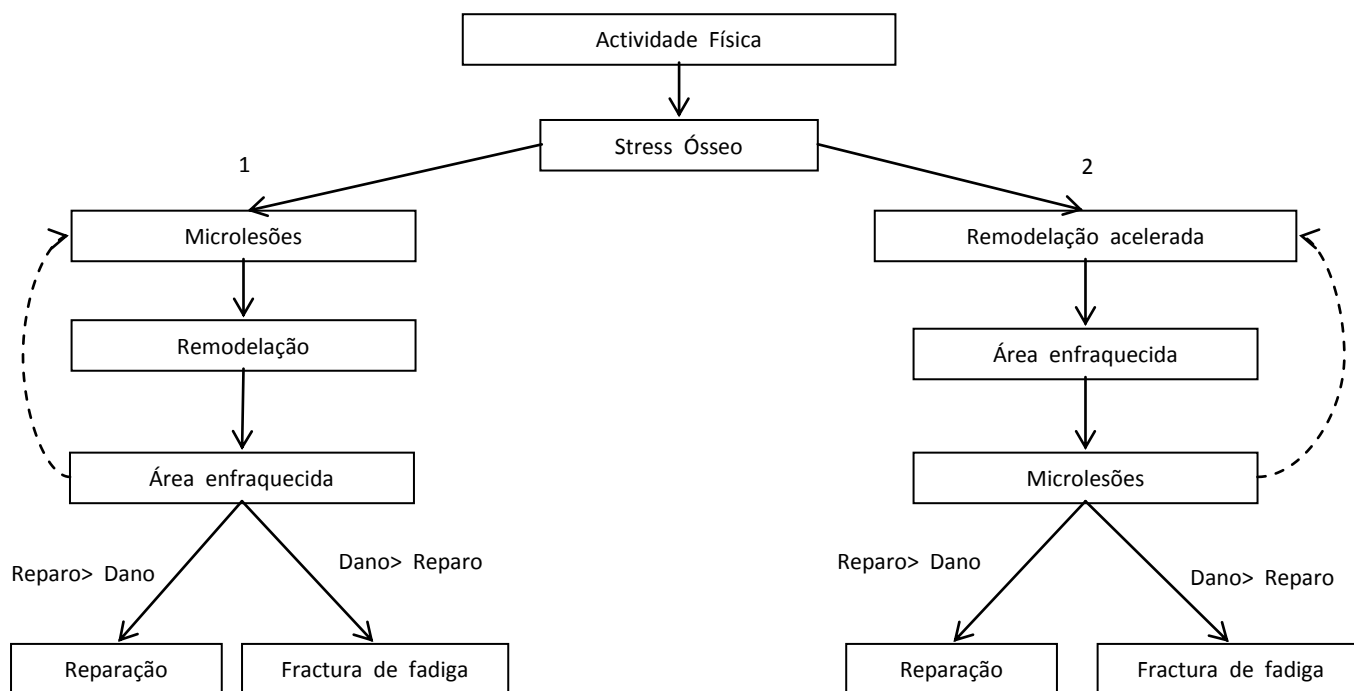 Actividade Física
Stress Ósseo
1
2
Microlesões
Remodelação acelerada
Remodelação
Área enfraquecida
Área enfraquecida
Microlesões
Reparo> Dano
Dano> Reparo
Reparo> Dano
Dano> Reparo
Reparação
Fractura de fadiga
Reparação
Fractura de fadiga